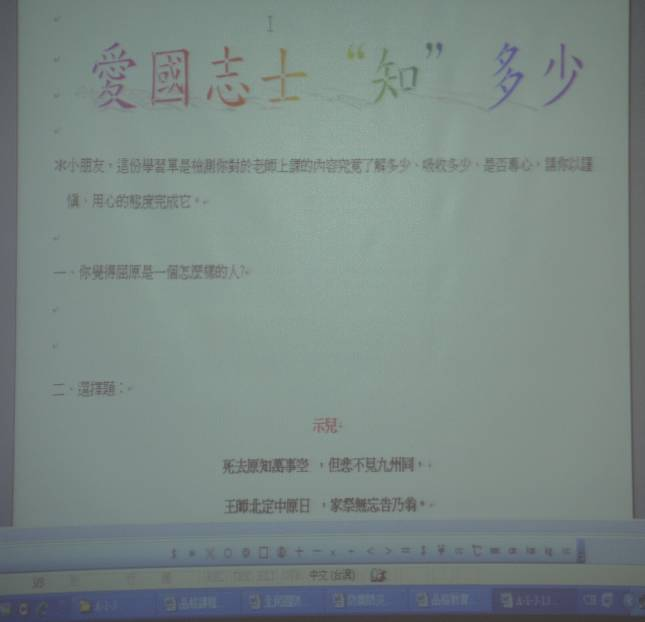 愛國志士“知”多少
※小朋友，這份學習單是檢測你對於老師上課的內容究竟了解多少、吸收多少、是否專心，請你以謹
慎、用心的態度完成它。
一、你覺得屈原是一個怎麼樣的人?
二、選擇題：
示兒
死去原知萬事空 ，但悲不見九州同，
王師北定中原日 ，家祭無忘告乃翁。
中文 (台灣)